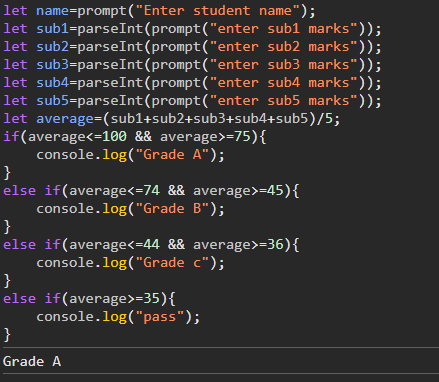 let name=prompt("Enter student name");
let sub1=parseInt(prompt("enter sub1 marks"));
let sub2=parseInt(prompt("enter sub2 marks"));
let sub3=parseInt(prompt("enter sub3 marks"));
let sub4=parseInt(prompt("enter sub4 marks"));
let sub5=parseInt(prompt("enter sub5 marks"));
let average=(sub1+sub2+sub3+sub4+sub5)/5;
if(average<=100 && average>=75){
    console.log("Grade A");
}
else if(average<=74 && average>=45){
    console.log("Grade B");
}
else if(average<=44 && average>=36){
    console.log("Grade c");
}
else if(average>=35){
    console.log("pass");
}
Grade A